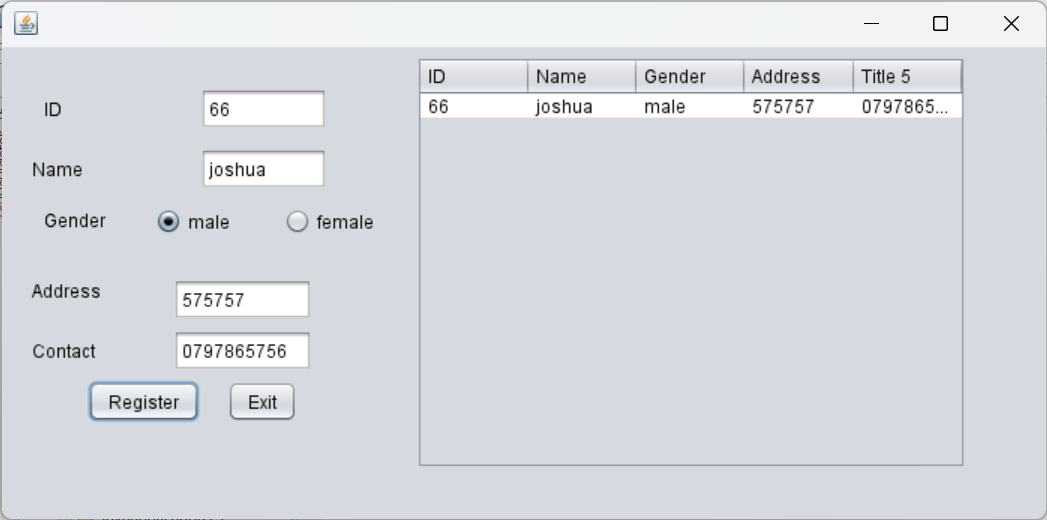 ID 66
Name joshua
Gender male female
Address 575757
Contact 0797865756
Register Exit
ID Name Gender Address Title 5
66 joshua male 575757 0797865...